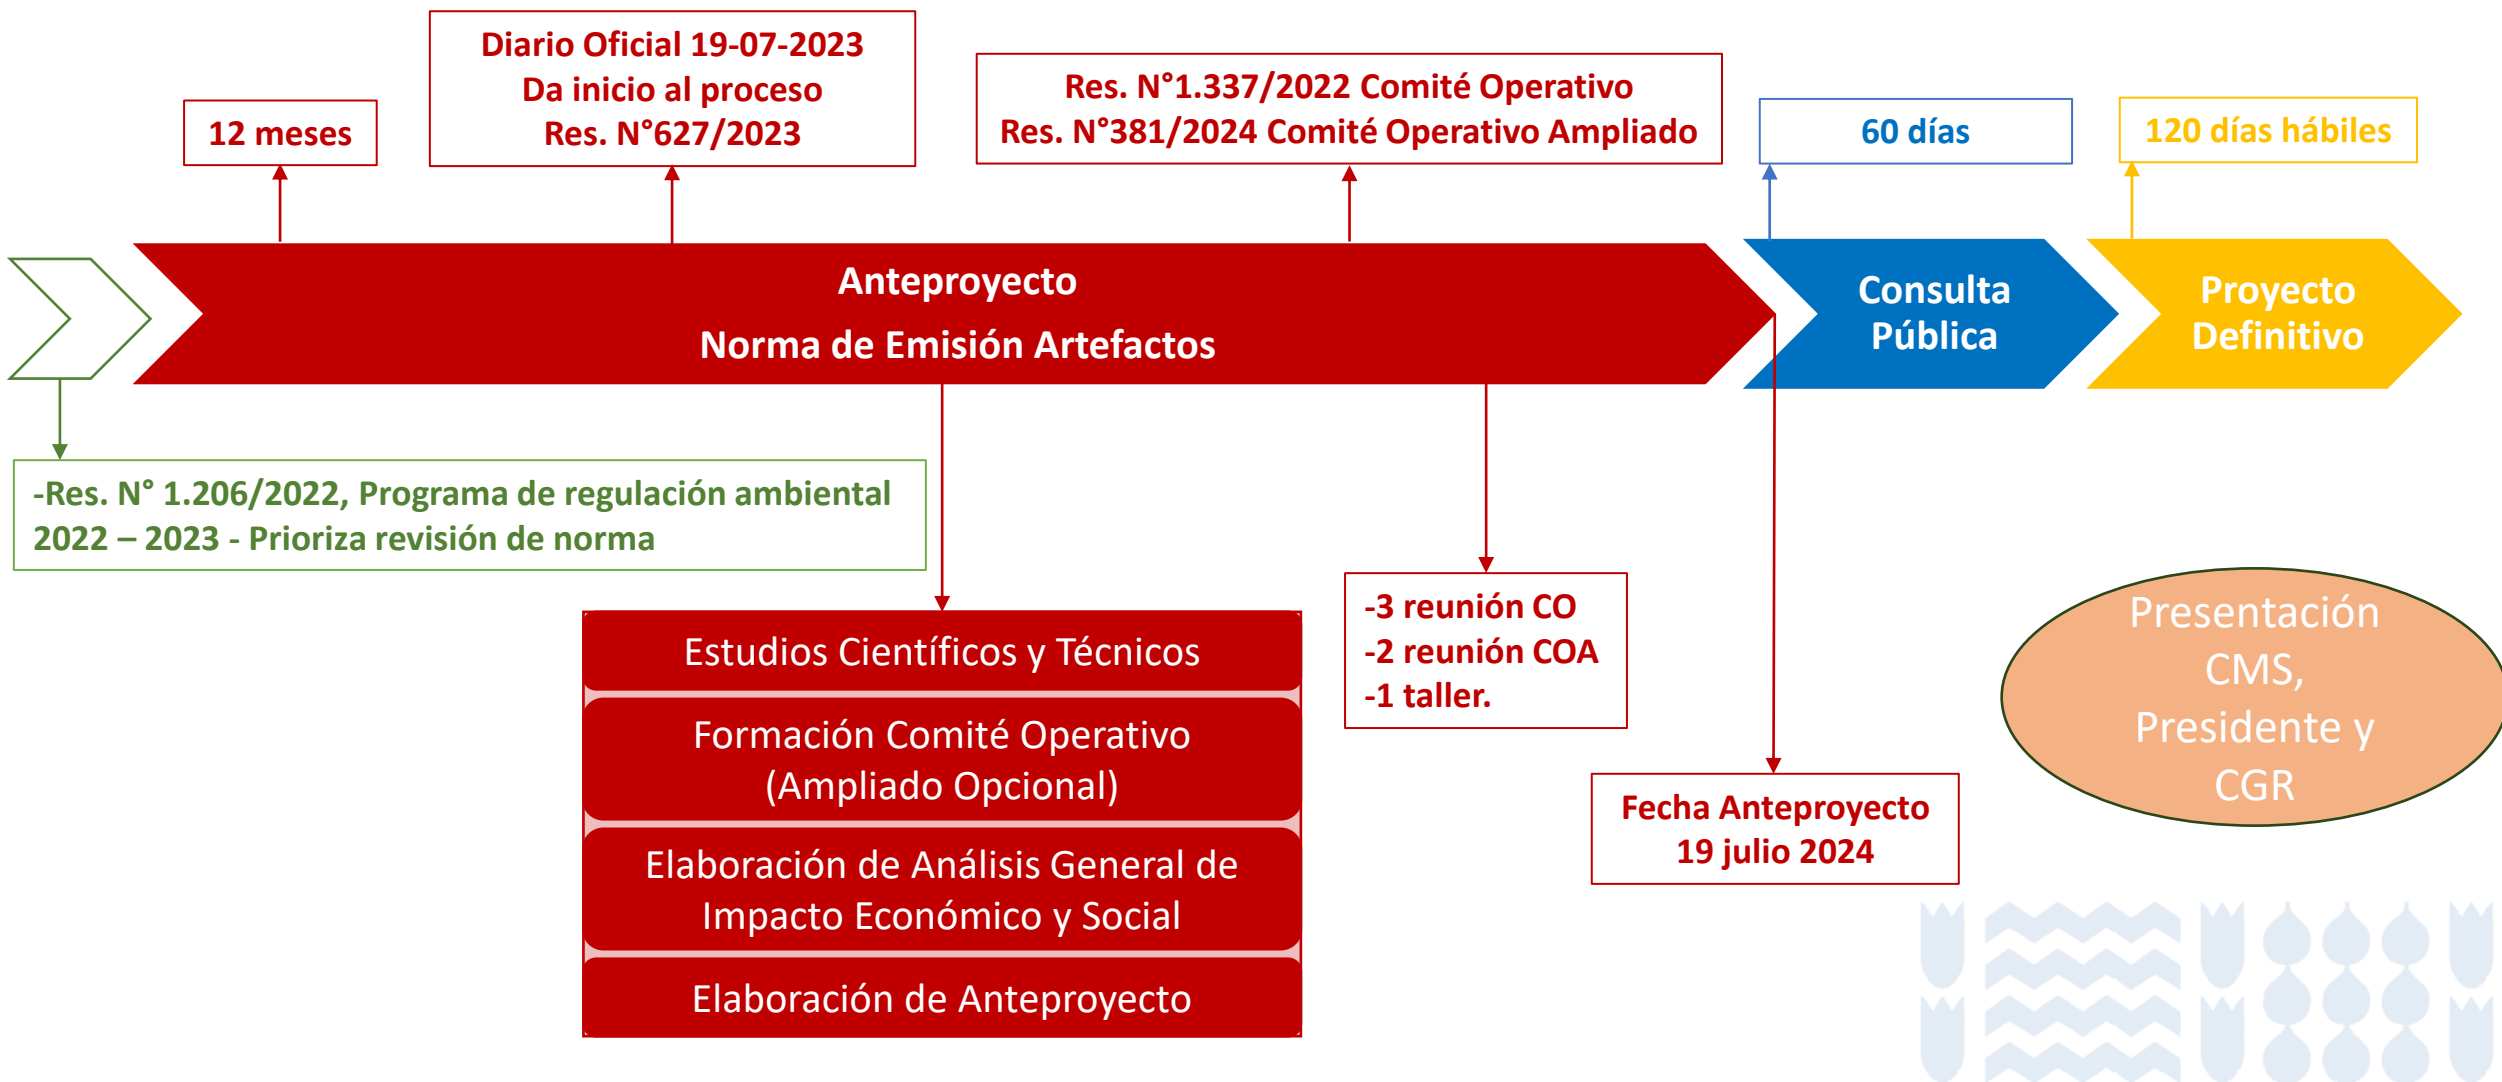 12 meses
Diario Oficial 19-07-2023
Da inicio al proceso
Res. N°627/2023
Res. N°1.337/2022 Comité Operativo
Res. N°381/2024 Comité Operativo Ampliado
60 días
120 días hábiles
Anteproyecto
Norma de Emisión Artefactos
Consulta
Pública
Proyecto
Definitivo
-Res. N° 1.206/2022, Programa de regulación ambiental
2022 – 2023 - Prioriza revisión de norma
Estudios Científicos y Técnicos
Formación Comité Operativo
(Ampliado Opcional)
Elaboración de Análisis General de
Impacto Económico y Social
Elaboración de Anteproyecto
-3 reunión CO
-2 reunión COA
-1 taller.
Fecha Anteproyecto
19 julio 2024
Presentación
CMS,
Presidente y
CGR